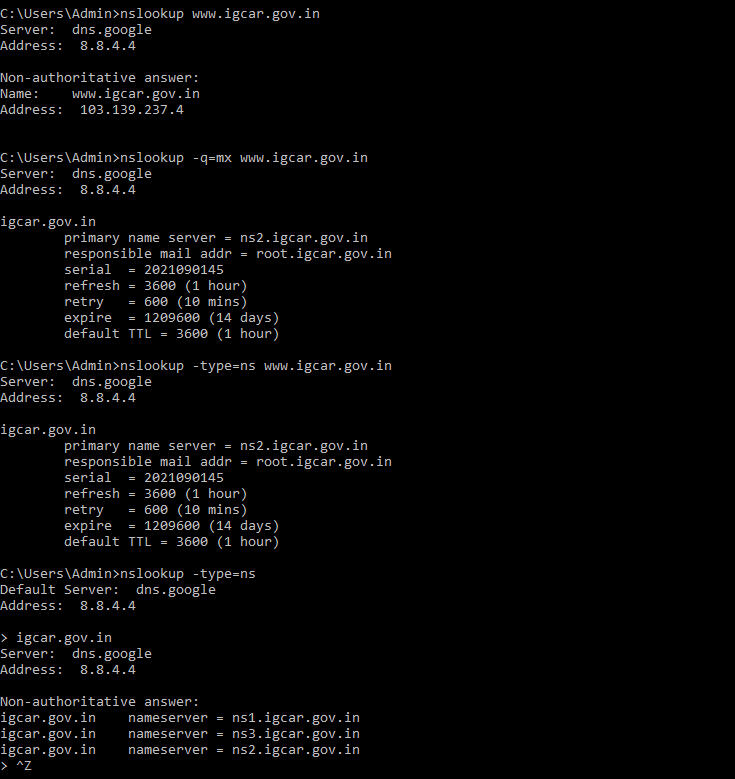 C:\Users\Admin>nslookup www.igcar.gov.in
Server:  dns.google
Address:  8.8.4.4

Non-authoritative answer:
Name:    www.igcar.gov.in
Address:  103.139.237.4


C:\Users\Admin>nslookup -q=mx www.igcar.gov.in
Server:  dns.google
Address:  8.8.4.4

igcar.gov.in
        primary name server = ns2.igcar.gov.in
        responsible mail addr = root.igcar.gov.in
        serial  = 2021090145
        refresh = 3600 (1 hour)
        retry   = 600 (10 mins)
        expire  = 1209600 (14 days)
        default TTL = 3600 (1 hour)

C:\Users\Admin>nslookup -type=ns www.igcar.gov.in
Server:  dns.google
Address:  8.8.4.4

igcar.gov.in
        primary name server = ns2.igcar.gov.in
        responsible mail addr = root.igcar.gov.in
        serial  = 2021090145
        refresh = 3600 (1 hour)
        retry   = 600 (10 mins)
        expire  = 1209600 (14 days)
        default TTL = 3600 (1 hour)

C:\Users\Admin>nslookup -type=ns
Default Server:  dns.google
Address:  8.8.4.4

> igcar.gov.in
Server:  dns.google
Address:  8.8.4.4

Non-authoritative answer:
igcar.gov.in    nameserver = ns1.igcar.gov.in
igcar.gov.in    nameserver = ns3.igcar.gov.in
igcar.gov.in    nameserver = ns2.igcar.gov.in
> ^Z